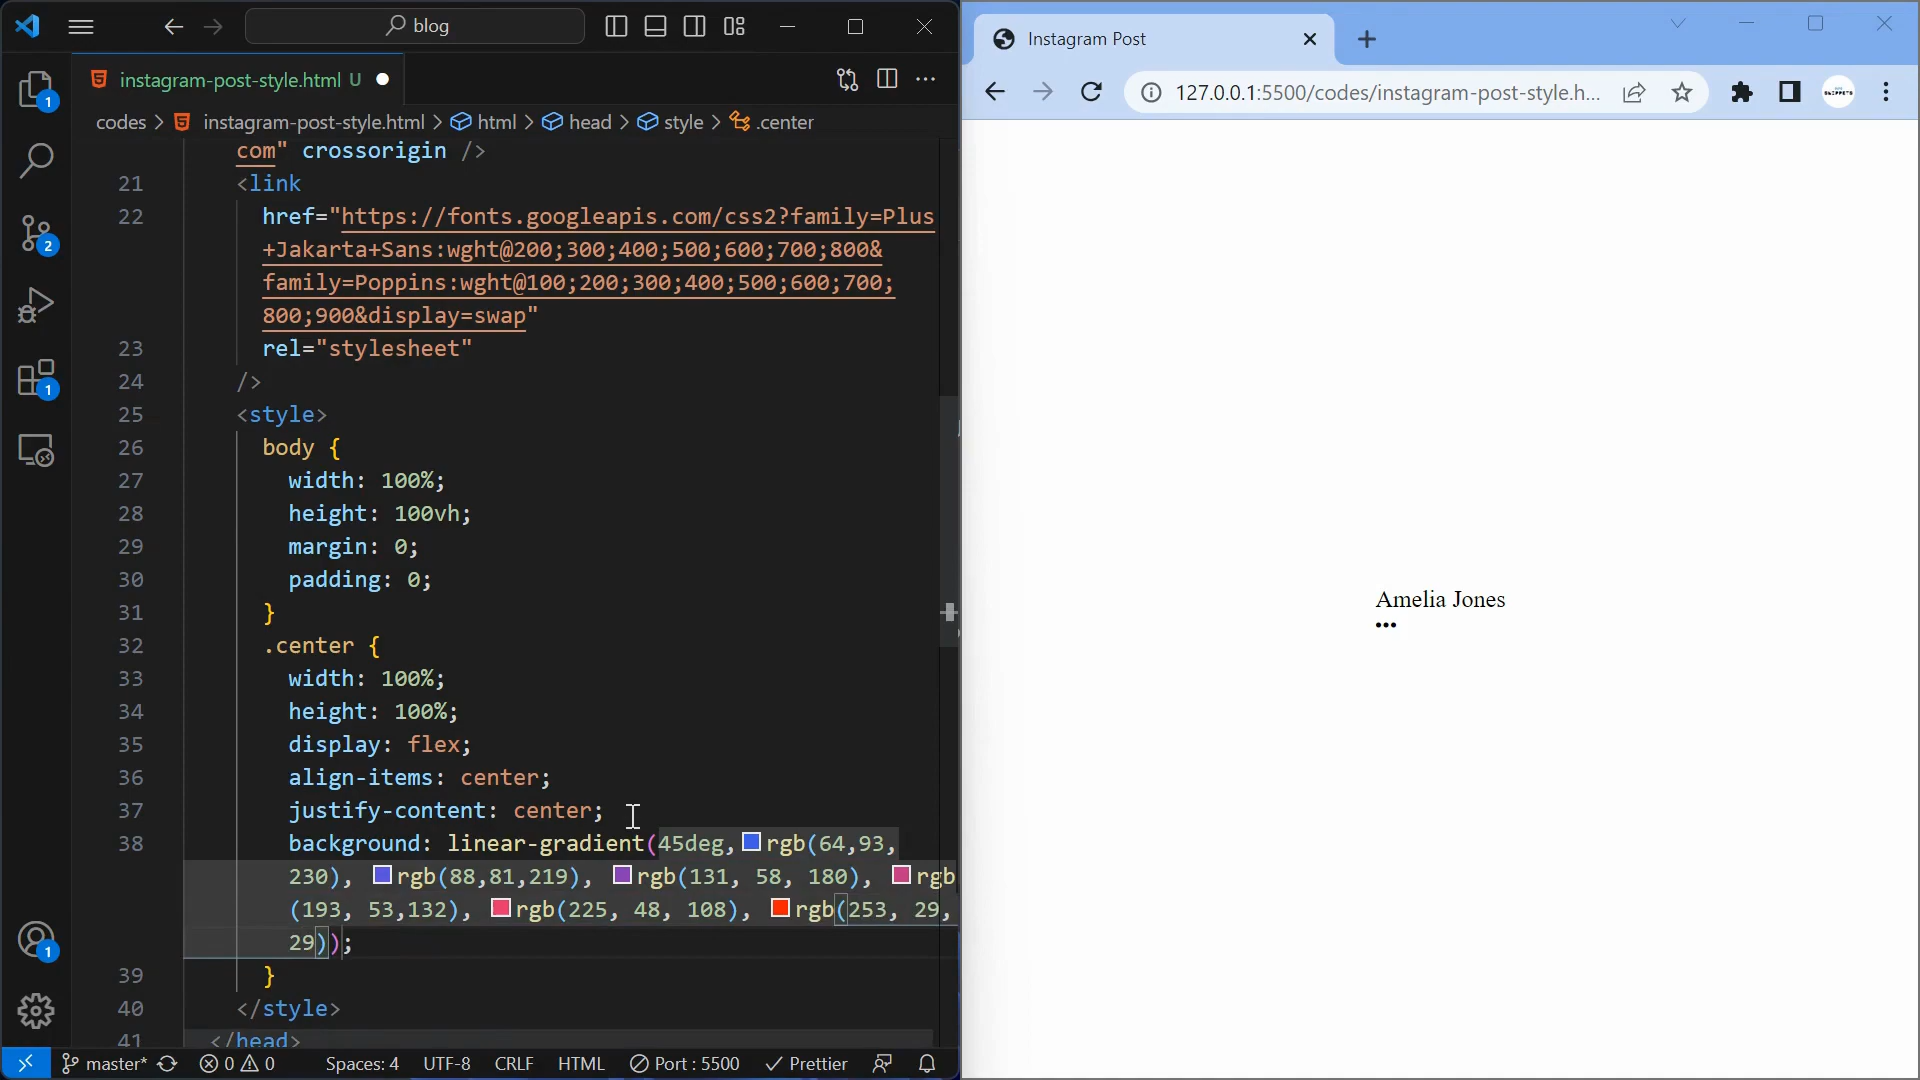 blog
instagram-post-style.html U
codes > instagram-post-style.html > html > head > style > .center
com" crossorigin />
21 <link
22 href="https://fonts.googleapis.com/css2?family=Plus
+Jakarta+Sans:wght@200;300;400;500;600;700;800&
family=Poppins:wght@100;200;300;400;500;600;700;
800;900&display=swap"
23 rel="stylesheet"
24 />
25 <style>
26 body {
27 width: 100%;
28 height: 100vh;
29 margin: 0;
30 padding: 0;
31 }
32 .center {
33 width: 100%;
34 height: 100%;
35 display: flex;
36 align-items: center;
37 justify-content: center;
38 background: linear-gradient(45deg, rgb(64,93,
230), rgb(88,81,219), rgb(131, 58, 180), rgb
(193, 53,132), rgb(225, 48, 108), rgb(253, 29,
29));
39 }
40 </style>
41 </head>
1
2
1
1
master* 0 0 Spaces: 4 UTF-8 CRLF HTML Port : 5500 Prettier
Instagram Post
127.0.0.1:5500/codes/instagram-post-style.h...
Amelia Jones